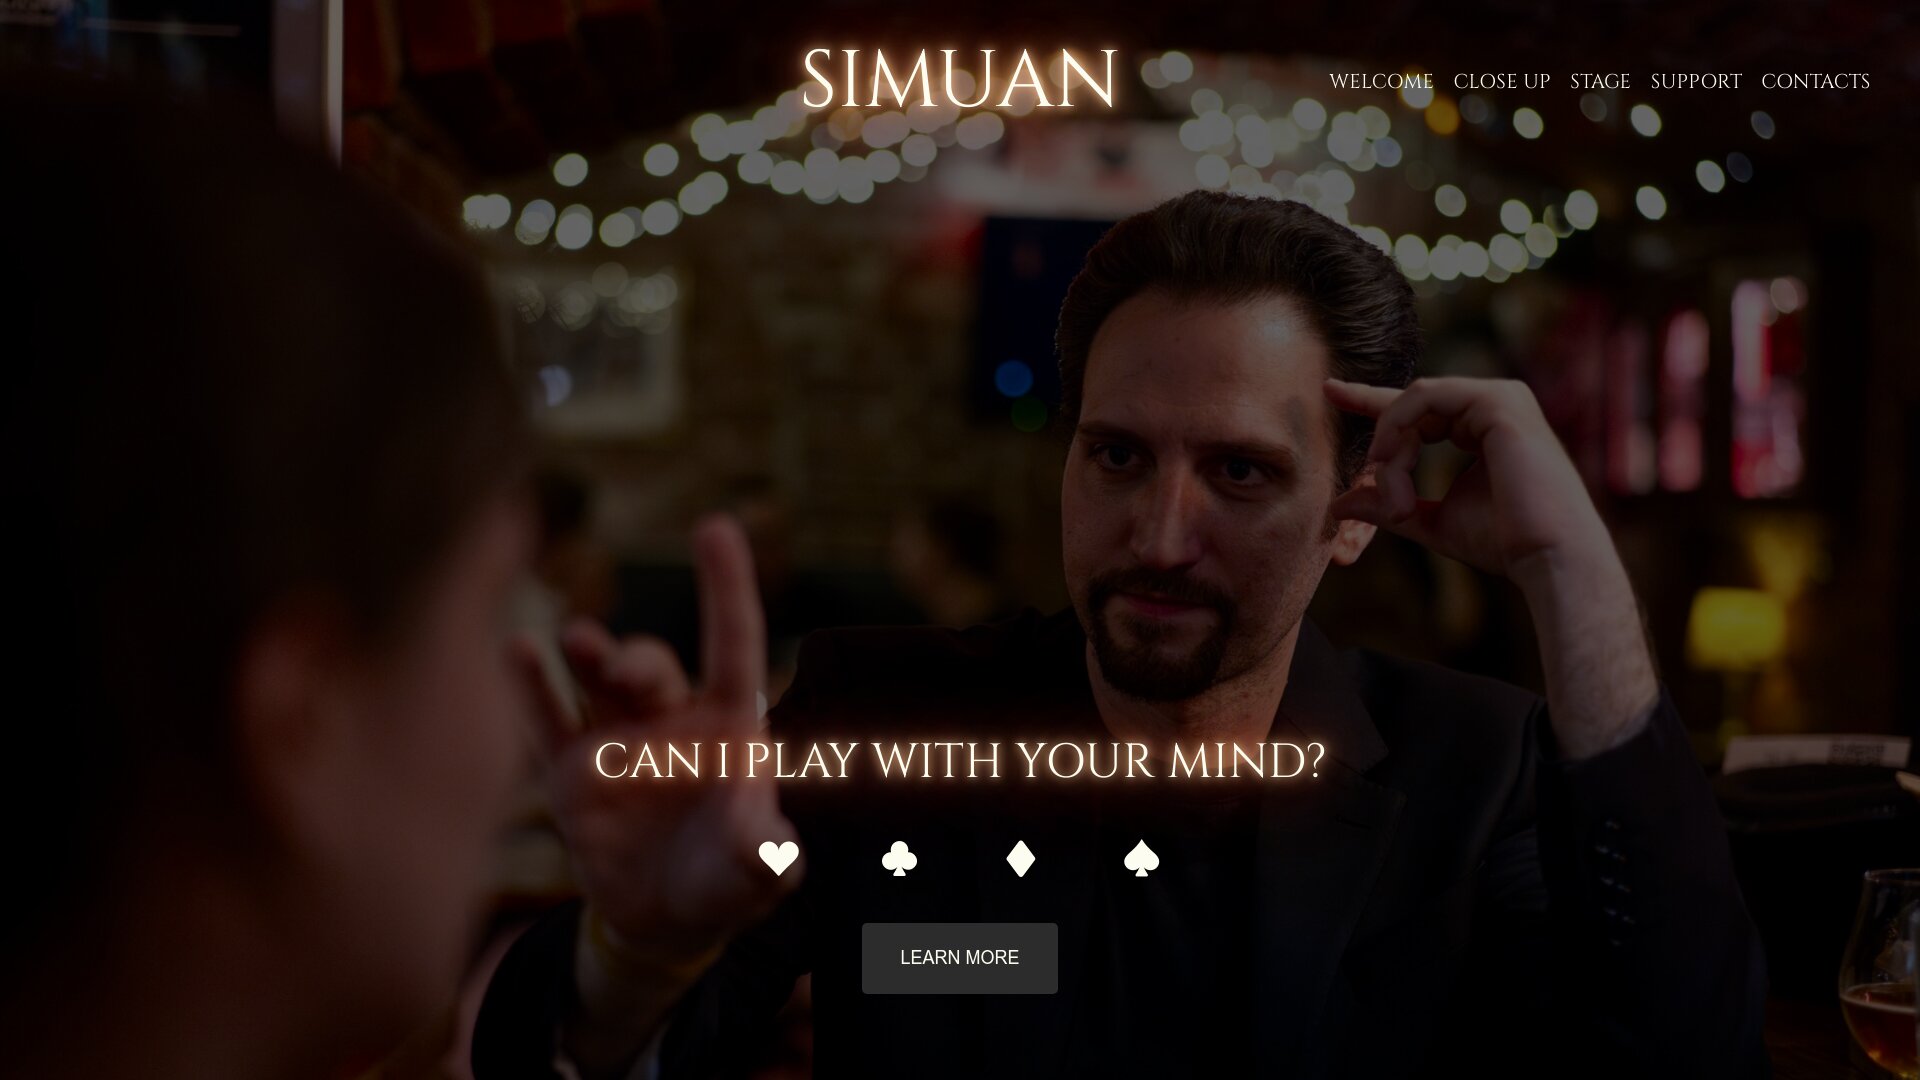 SIMUAN
WELCOME CLOSE UP STAGE SUPPORT CONTACTS
CAN I PLAY WITH YOUR MIND?
LEARN MORE